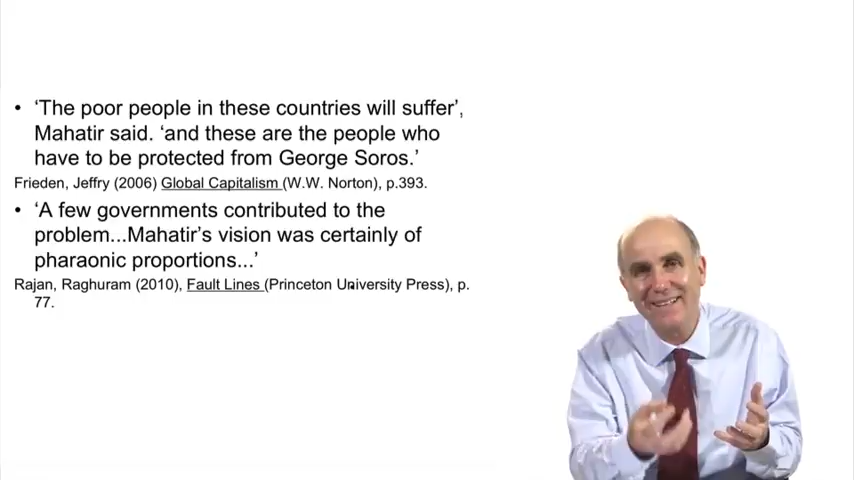 • ‘The poor people in these countries will suffer’,
Mahatir said. ‘and these are the people who
have to be protected from George Soros.’
Frieden, Jeffry (2006) Global Capitalism (W.W. Norton), p.393.
• ‘A few governments contributed to the
problem...Mahatir’s vision was certainly of
pharaonic proportions...’
Rajan, Raghuram (2010), Fault Lines (Princeton University Press), p.
77.